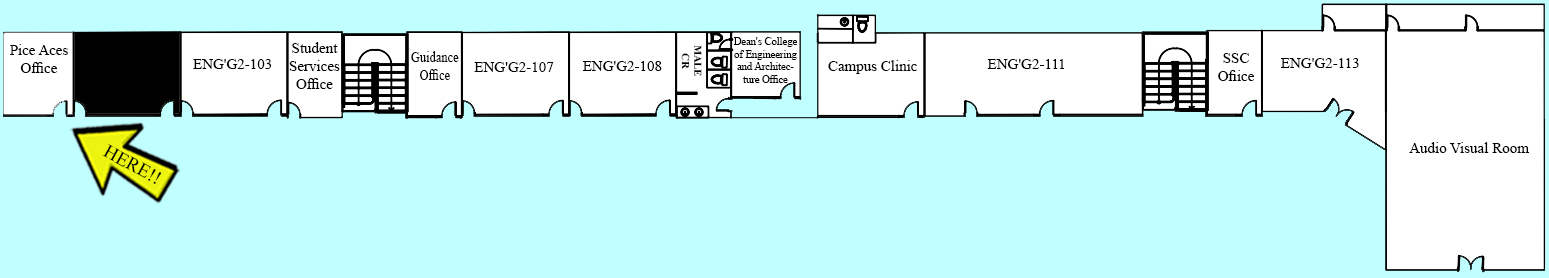 Pice Aces
Office
ENG'G2-103
Student
Services
Office
Guidance
Office
ENG'G2-107
ENG'G2-108
MALE
CR
Dean's College
of Engineering
and Architec-
ture Office
Campus Clinic
ENG'G2-111
SSC
Ofiice
ENG'G2-113
Audio Visual Room
HERE!!